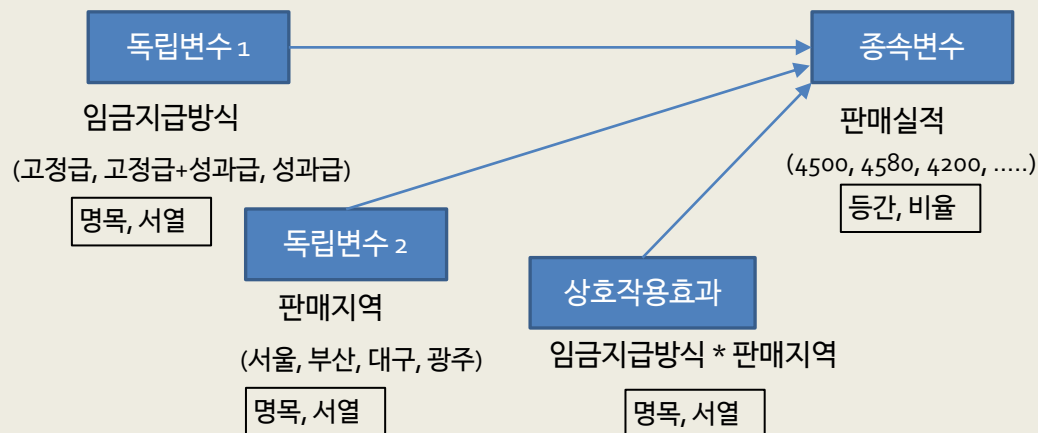 독립변수 1
종속변수
임금지급방식
판매실적
(고정급, 고정급+성과급, 성과급)
(4500, 4580, 4200, .....)
명목, 서열
등간, 비율
독립변수 2
상호작용효과
판매지역
임금지급방식 * 판매지역
(서울, 부산, 대구, 광주)
명목, 서열
명목, 서열